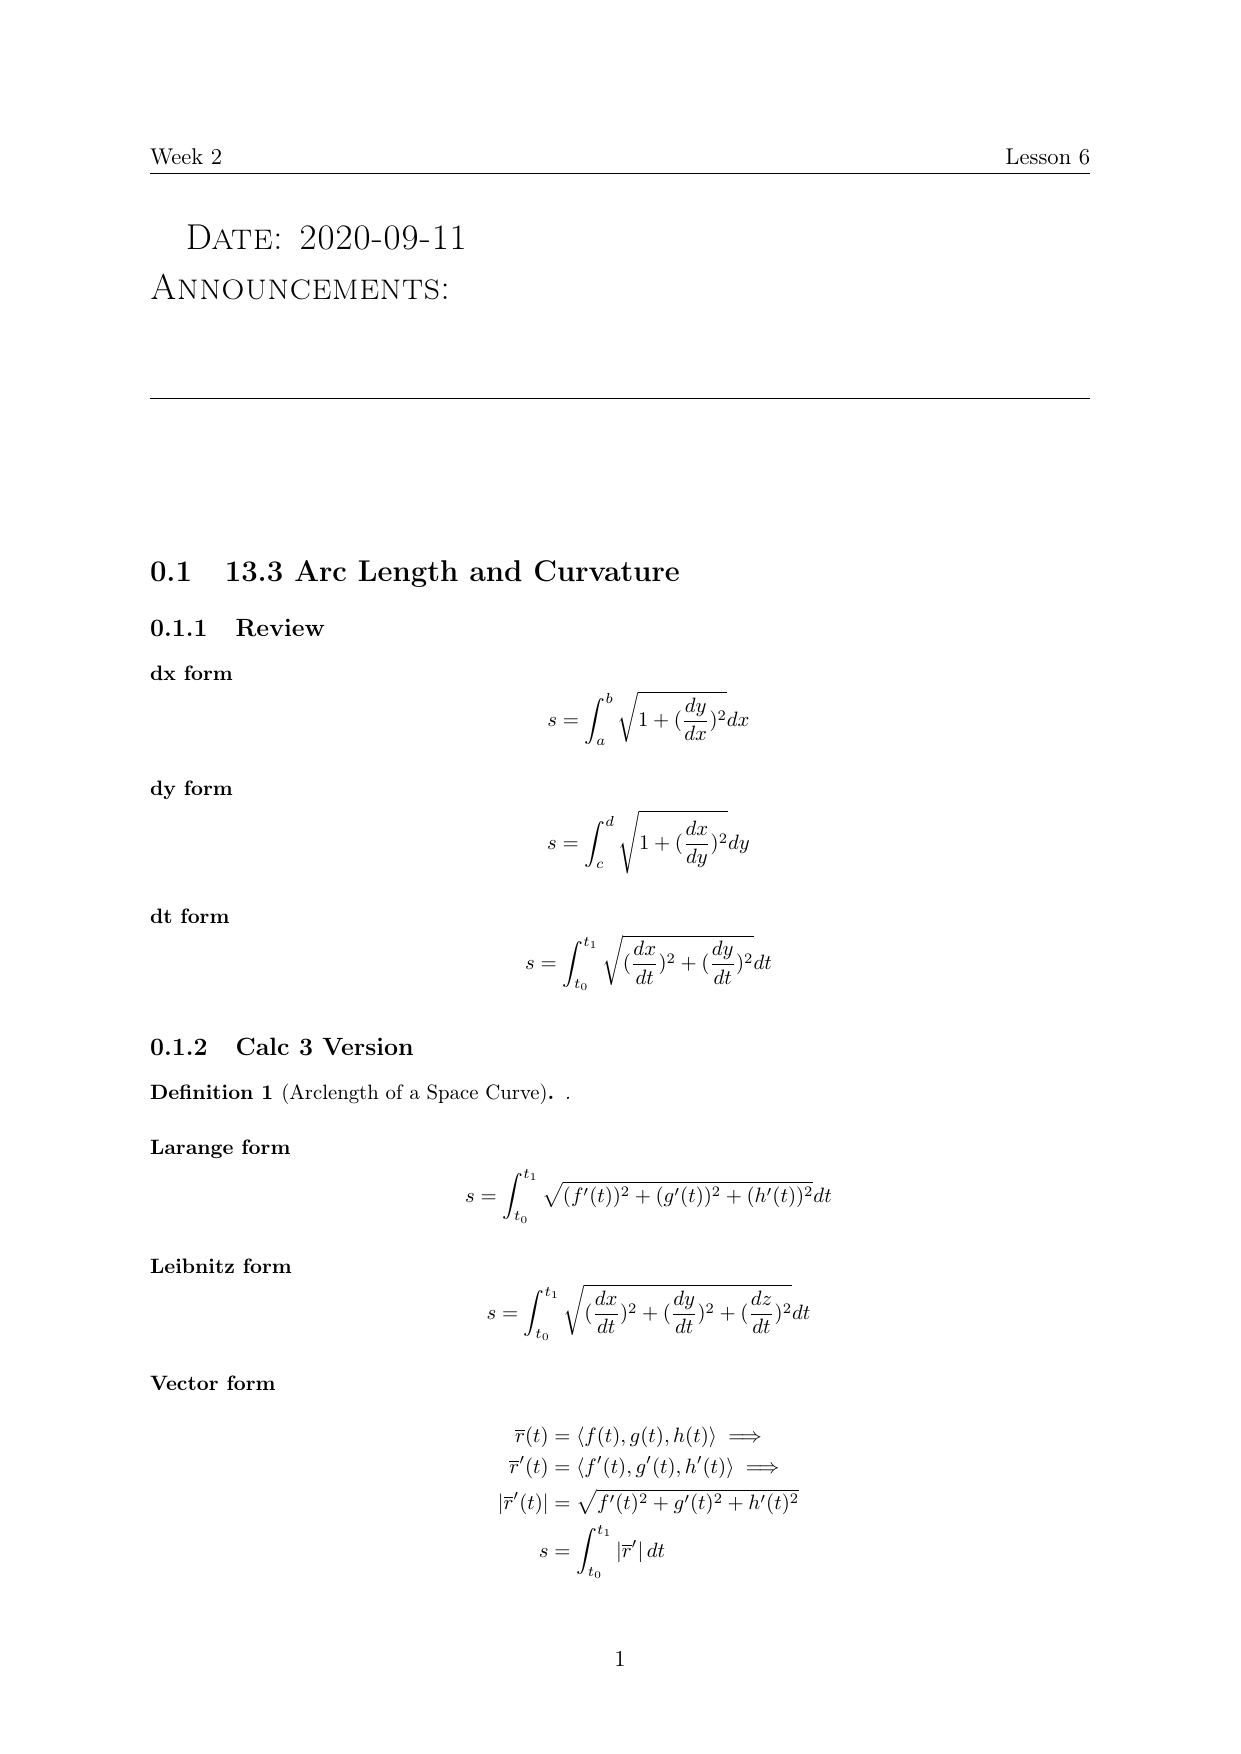 Week 2 Lesson 6
DATE: 2020-09-11
ANNOUNCEMENTS:
0.1 13.3 Arc Length and Curvature
0.1.1 Review
dx form
$s = \int_a^b \sqrt{1 + (\frac{dy}{dx})^2} dx$
dy form
$s = \int_c^d \sqrt{1 + (\frac{dx}{dy})^2} dy$
dt form
$s = \int_{t_0}^{t_1} \sqrt{(\frac{dx}{dt})^2 + (\frac{dy}{dt})^2} dt$
0.1.2 Calc 3 Version
Definition 1 (Arclength of a Space Curve). .
Larange form
$s = \int_{t_0}^{t_1} \sqrt{(f'(t))^2 + (g'(t))^2 + (h'(t))^2} dt$
Leibnitz form
$s = \int_{t_0}^{t_1} \sqrt{(\frac{dx}{dt})^2 + (\frac{dy}{dt})^2 + (\frac{dz}{dt})^2} dt$
Vector form
$\overline{r}(t) = \langle f(t), g(t), h(t) \rangle \implies$
$\overline{r}'(t) = \langle f'(t), g'(t), h'(t) \rangle \implies$
$|\overline{r}'(t)| = \sqrt{f'(t)^2 + g'(t)^2 + h'(t)^2}$
$s = \int_{t_0}^{t_1} |\overline{r}'| \, dt$
1